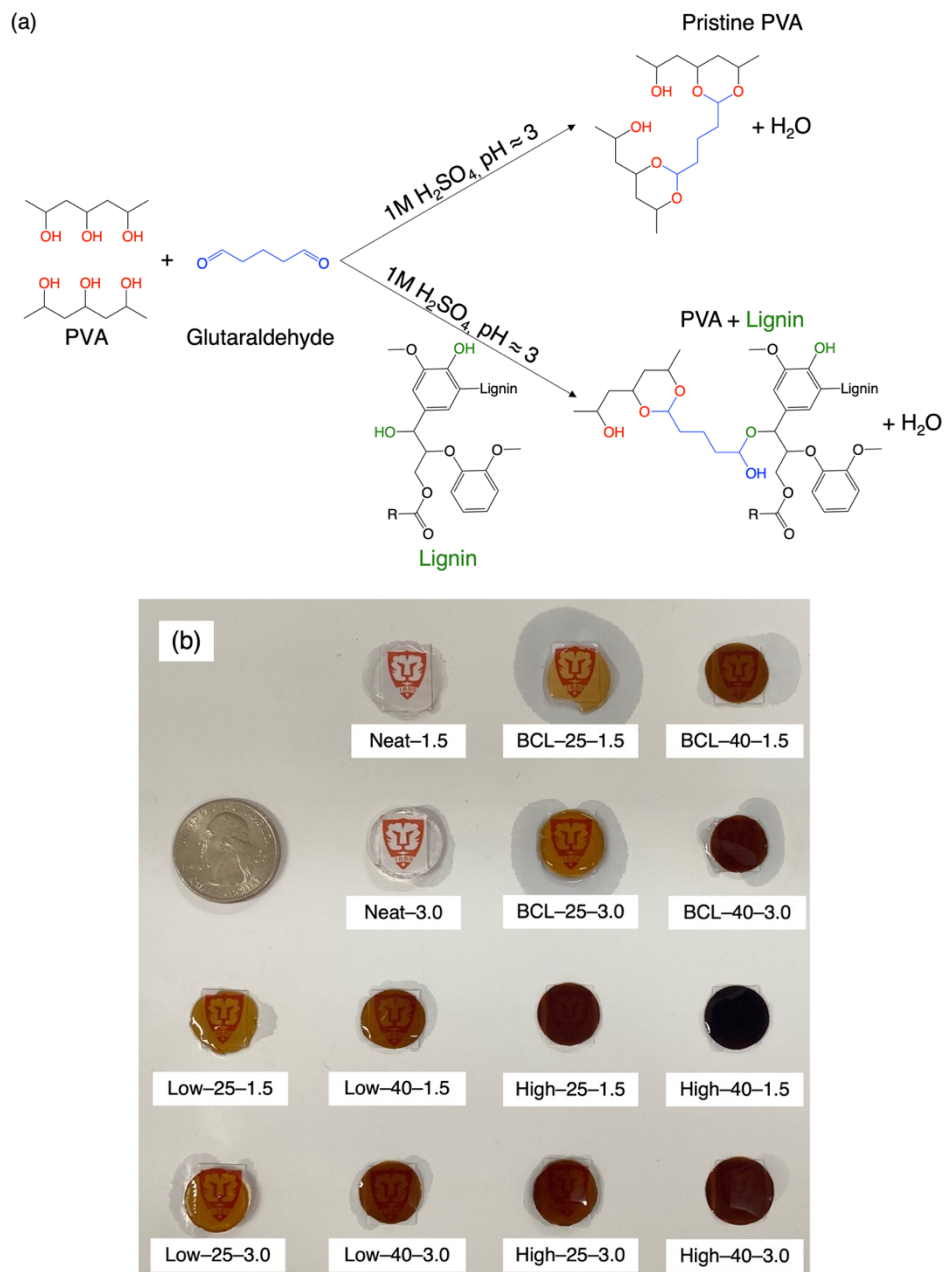 (a)
Pristine PVA
OH
O
O
1M H₂SO₄, pH ≈ 3
OH
+ H₂O
O
O
OH OH OH
+
O
O
OH OH OH
PVA
Glutaraldehyde
1M H₂SO₄, pH ≈ 3
PVA + Lignin
OH
O
Lignin
HO
O
O
O
R
O
Lignin
O
O
OH
OH
O
OH
O
Lignin
O
O
O
R
O
+ H₂O
(b)
1880
1880
Neat–1.5
BCL–25–1.5
BCL–40–1.5
1880
1880
Neat–3.0
BCL–25–3.0
BCL–40–3.0
Low–25–1.5
Low–40–1.5
High–25–1.5
High–40–1.5
Low–25–3.0
Low–40–3.0
High–25–3.0
High–40–3.0